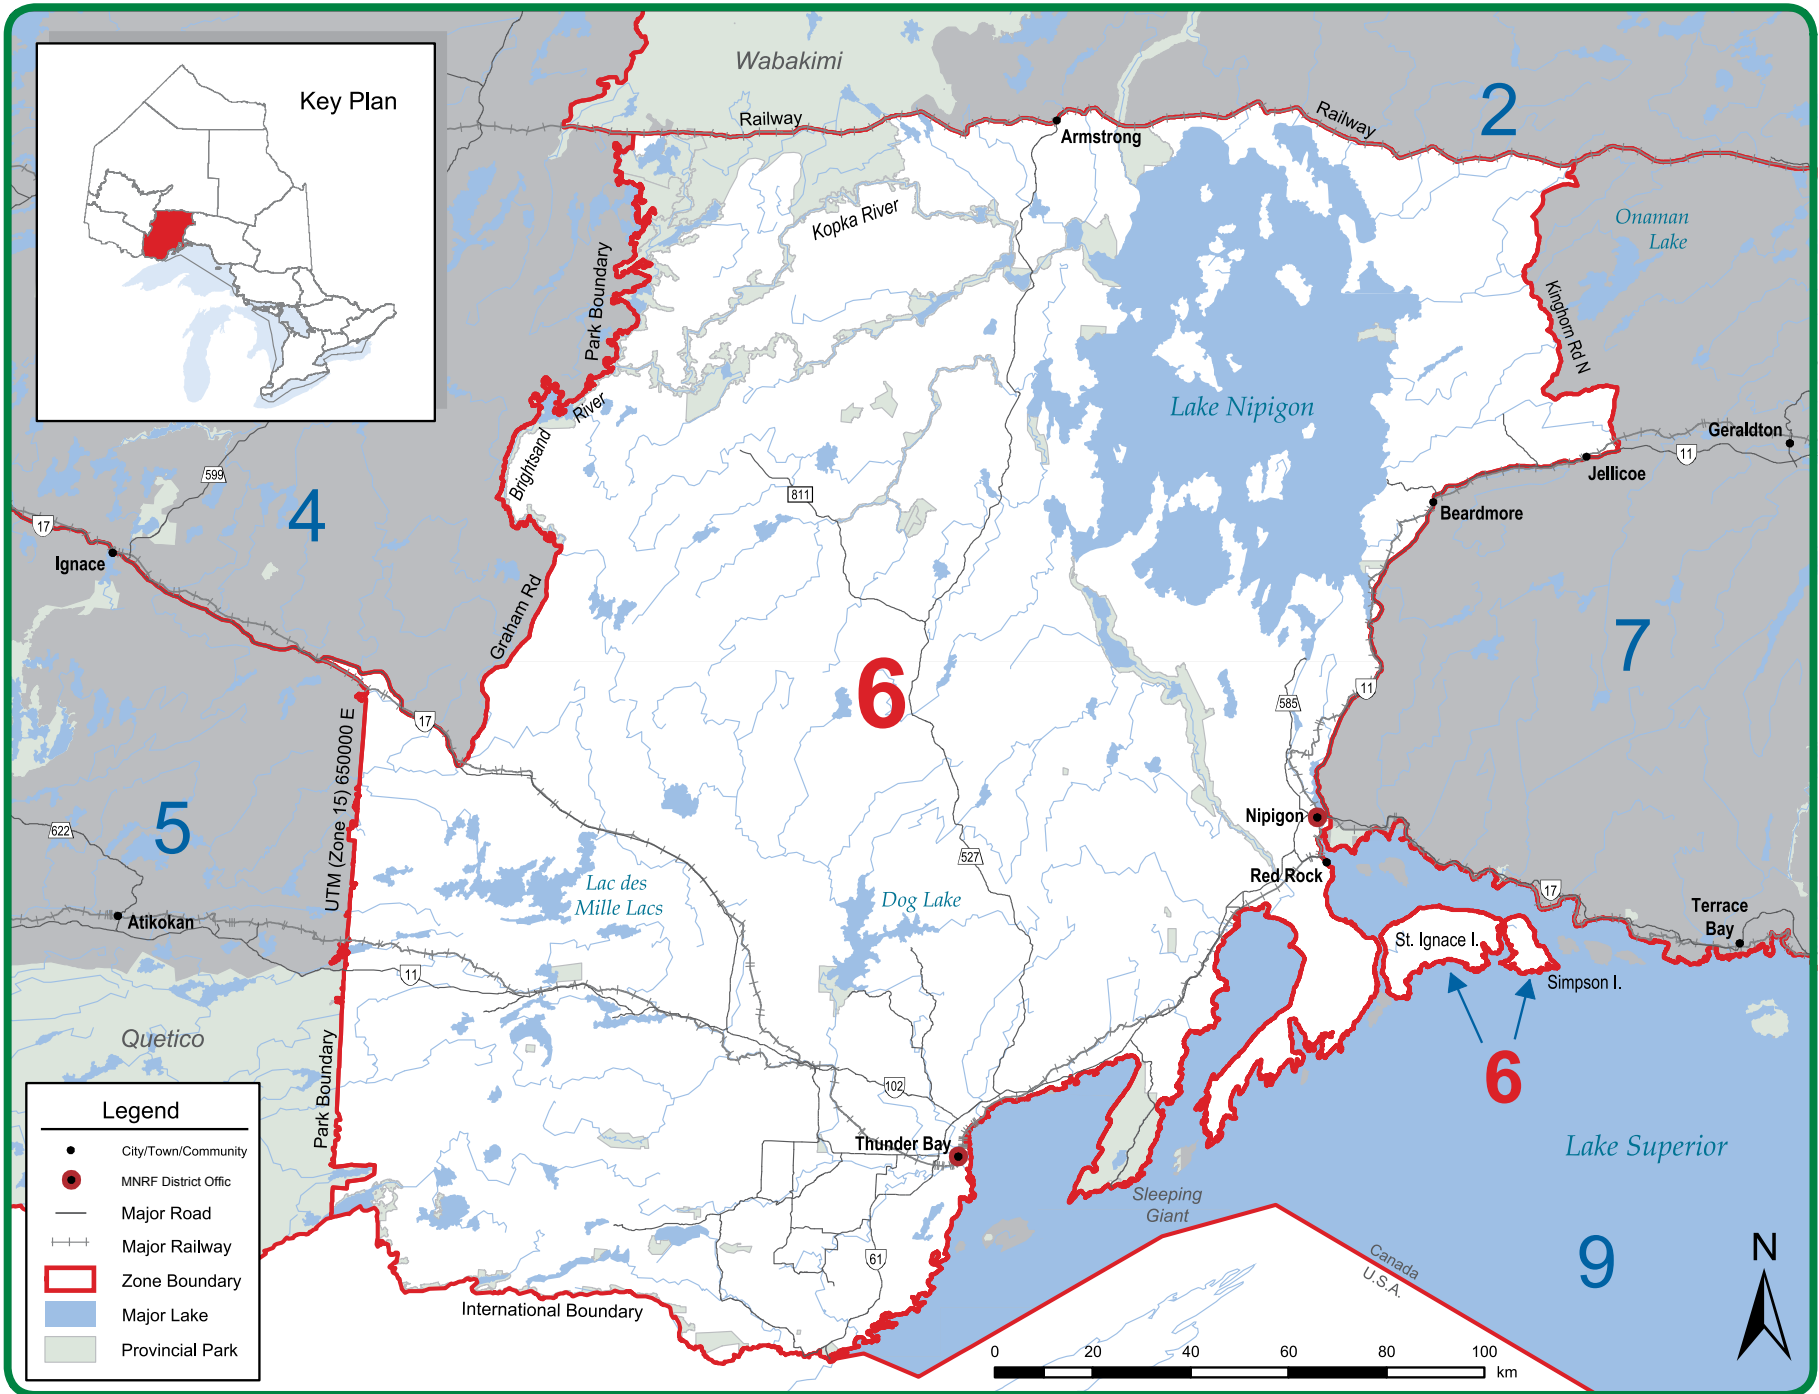 Key Plan
Wabakimi
Railway
Armstrong
Railway
2
Kopka River
Onaman
Lake
Park Boundary
Kinghorn Rd N
Lake Nipigon
River
Brightsand
Geraldton
11
Jellicoe
599
811
Beardmore
17
4
Ignace
Graham Rd
6
7
11
585
17
UTM (Zone 15) 650000 E
5
622
Nipigon
527
Red Rock
17
Lac des
Mille Lacs
Dog Lake
Terrace
Bay
Atikokan
St. Ignace I.
11
Simpson I.
Quetico
6
102
Park Boundary
Thunder Bay
Lake Superior
Sleeping
Giant
61
Canada
U.S.A.
9
N
International Boundary
Legend
City/Town/Community
MNRF District Offic
Major Road
Major Railway
Zone Boundary
Major Lake
Provincial Park
0 20 40 60 80 100
km